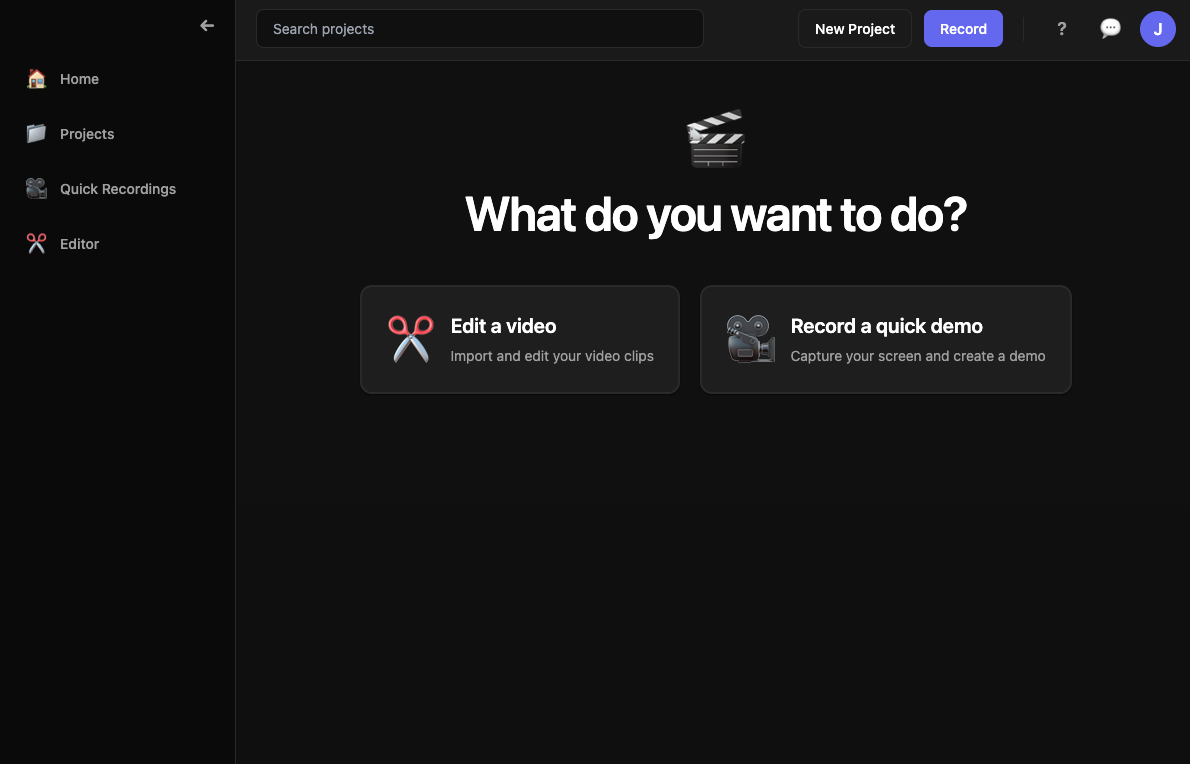 Search projects
New Project
Record
?
J
Home
Projects
Quick Recordings
Editor
What do you want to do?
Edit a video
Import and edit your video clips
Record a quick demo
Capture your screen and create a demo